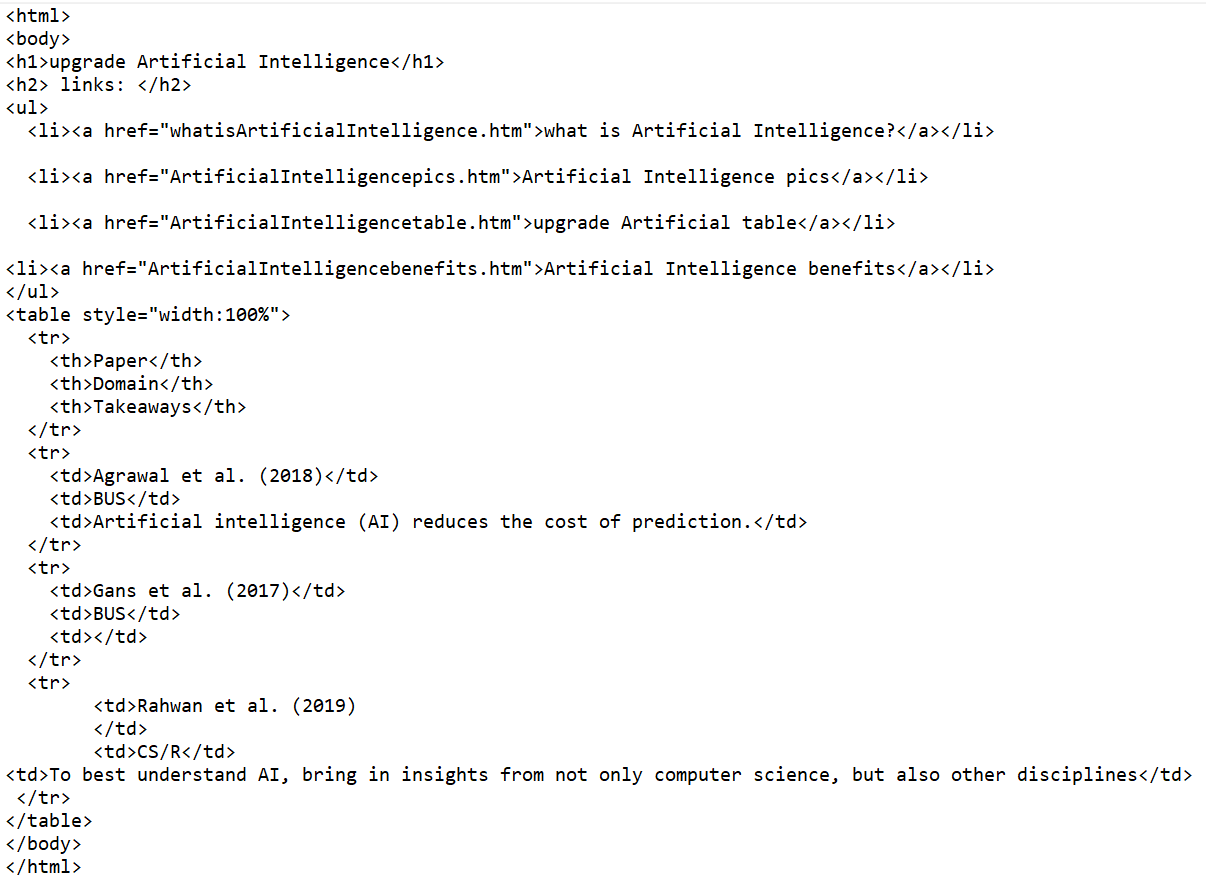 <html>
<body>
<h1>upgrade Artificial Intelligence</h1>
<h2> links: </h2>
<ul>
  <li><a href="whatisArtificialIntelligence.htm">what is Artificial Intelligence?</a></li>

  <li><a href="ArtificialIntelligencepics.htm">Artificial Intelligence pics</a></li>

  <li><a href="ArtificialIntelligencetable.htm">upgrade Artificial table</a></li>

<li><a href="ArtificialIntelligencebenefits.htm">Artificial Intelligence benefits</a></li>
</ul>
<table style="width:100%">
  <tr>
    <th>Paper</th>
    <th>Domain</th>
    <th>Takeaways</th>
  </tr>
  <tr>
    <td>Agrawal et al. (2018)</td>
    <td>BUS</td>
    <td>Artificial intelligence (AI) reduces the cost of prediction.</td>
  </tr>
  <tr>
    <td>Gans et al. (2017)</td>
    <td>BUS</td>
    <td></td>
  </tr>
  <tr>
        <td>Rahwan et al. (2019)
        </td>
        <td>CS/R</td>
<td>To best understand AI, bring in insights from not only computer science, but also other disciplines</td>
 </tr>
</table>
</body>
</html>